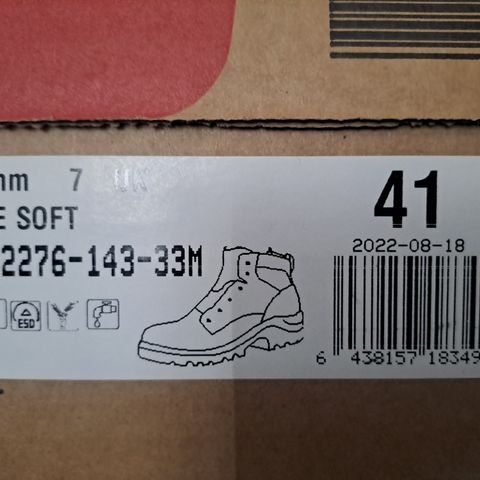 mm 7 UK
E SOFT
41
2022-08-18
2276-143-33M
ESD
6 438157 18349